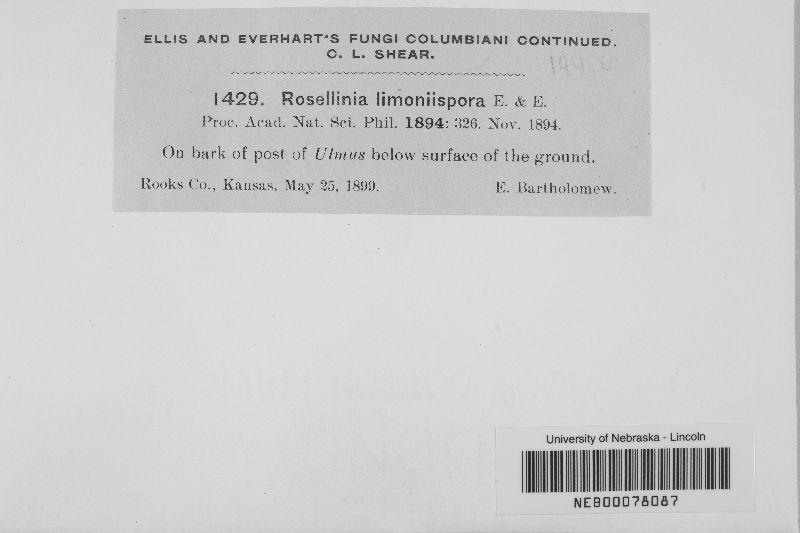 ELLIS AND EVERHART'S FUNGI COLUMBIANI CONTINUED.
C. L. SHEAR.
1429. Rosellinia limoniispora E. & E.
Proc. Acad. Nat. Sci. Phil. 1894: 326. Nov. 1894.
On bark of post of Ulmus below surface of the ground.
Rooks Co., Kansas, May 25, 1899. E. Bartholomew.
University of Nebraska - Lincoln
NEB00078087